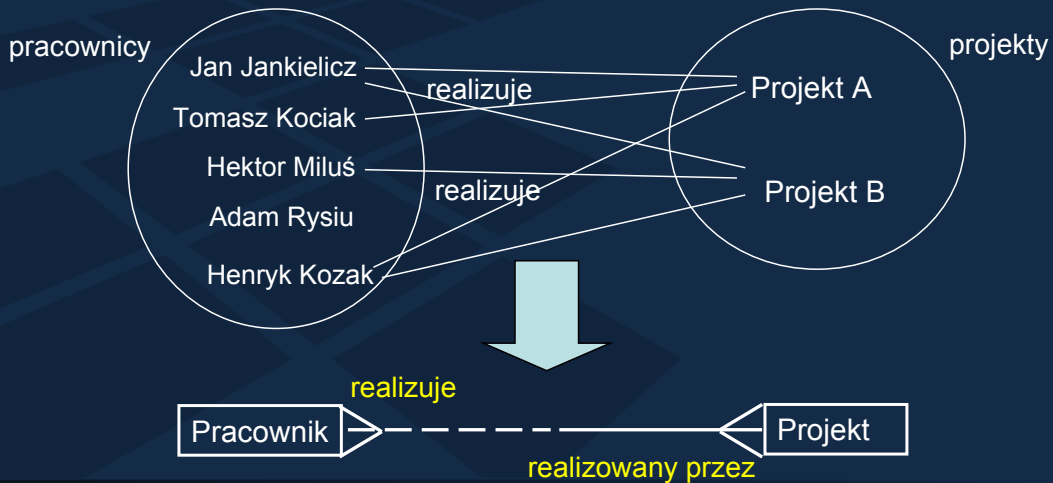 pracownicy
projekty
Jan Jankielicz
realizuje
Projekt A
Tomasz Kociak
Hektor Miluś
realizuje
Projekt B
Adam Rysiu
Henryk Kozak
realizuje
Pracownik
Projekt
realizowany przez